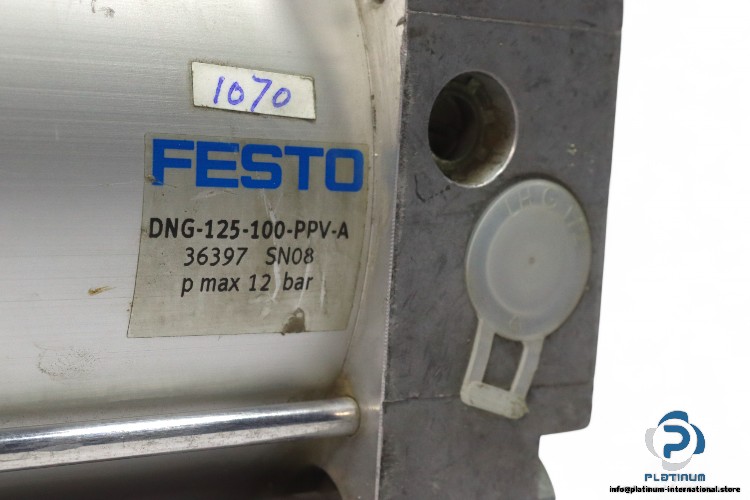 1070
FESTO
DNG-125-100-PPV-A
36397 SN08
p max 12 bar
PLATINUM
info@platinum-international.store